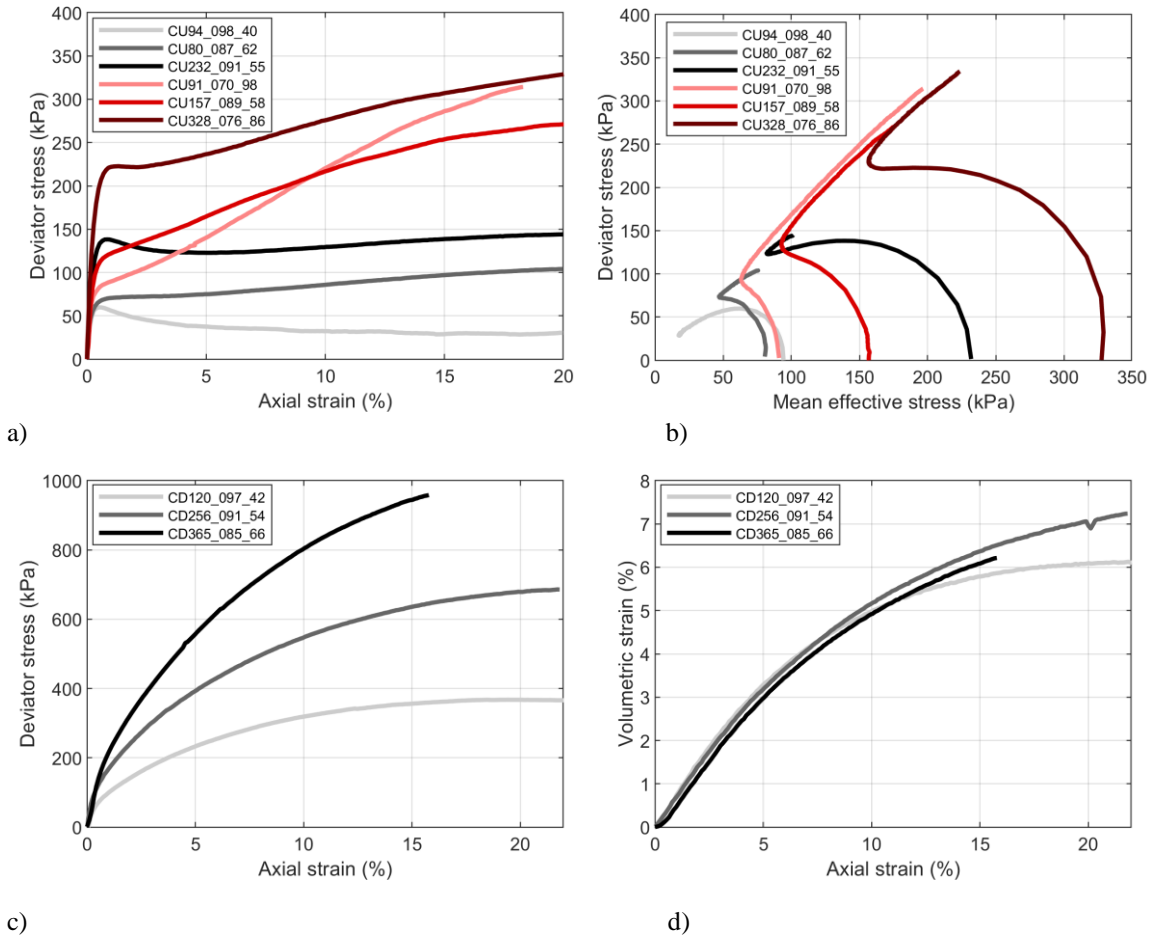 400
350
300
250
200
150
100
50
0
Deviator stress (kPa)
CU94_098_40
CU80_087_62
CU232_091_55
CU91_070_98
CU157_089_58
CU328_076_86
0 5 10 15 20
Axial strain (%)
a)
400
350
300
250
200
150
100
50
0
Deviator stress (kPa)
CU94_098_40
CU80_087_62
CU232_091_55
CU91_070_98
CU157_089_58
CU328_076_86
0 50 100 150 200 250 300 350
Mean effective stress (kPa)
b)
1000
800
600
400
200
0
Deviator stress (kPa)
CD120_097_42
CD256_091_54
CD365_085_66
0 5 10 15 20
Axial strain (%)
c)
8
7
6
5
4
3
2
1
0
Volumetric strain (%)
CD120_097_42
CD256_091_54
CD365_085_66
0 5 10 15 20
Axial strain (%)
d)